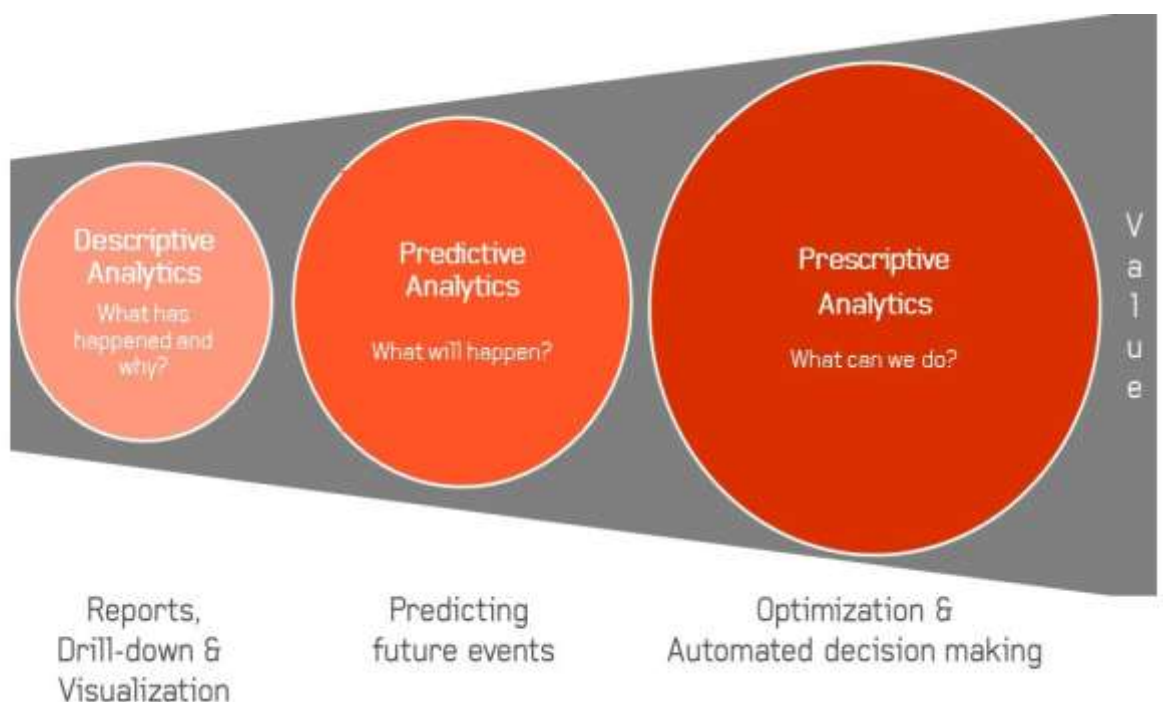 Descriptive
Analytics
What has
happened and
why?
Predictive
Analytics
What will happen?
Prescriptive
Analytics
What can we do?
Value
Reports,
Drill-down &
Visualization
Predicting
future events
Optimization &
Automated decision making